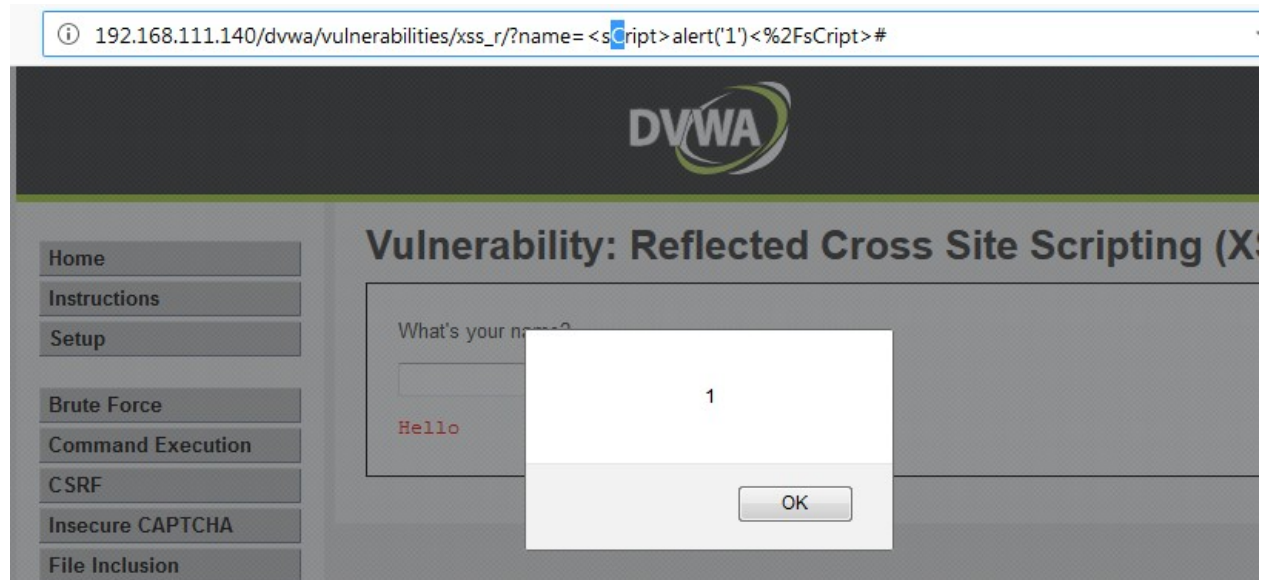 192.168.111.140/dvwa/vulnerabilities/xss_r/?name=<sCript>alert('1')<%2FsCript>#
DVWA
Vulnerability: Reflected Cross Site Scripting (X
Home
Instructions
Setup
Brute Force
Command Execution
CSRF
Insecure CAPTCHA
File Inclusion
What's your name?
Hello
1
OK